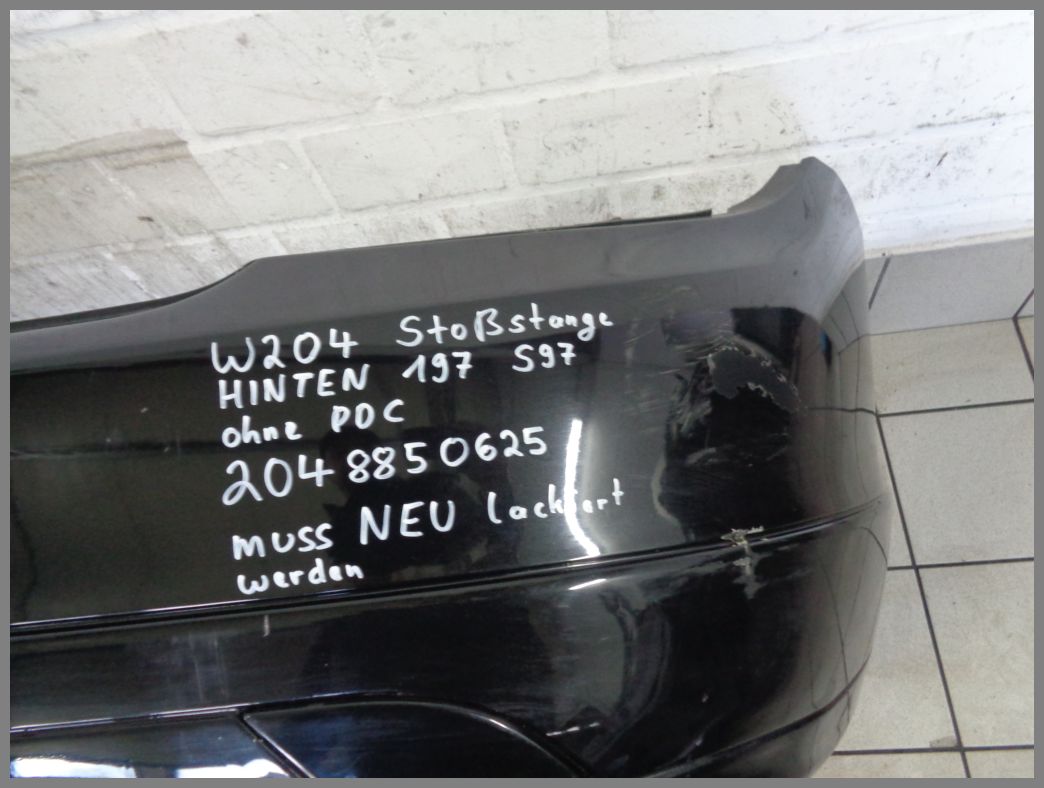 W204 Stoßstange
HINTEN 197 S97
ohne PDC
2048850625
muss NEU lackiert
werden